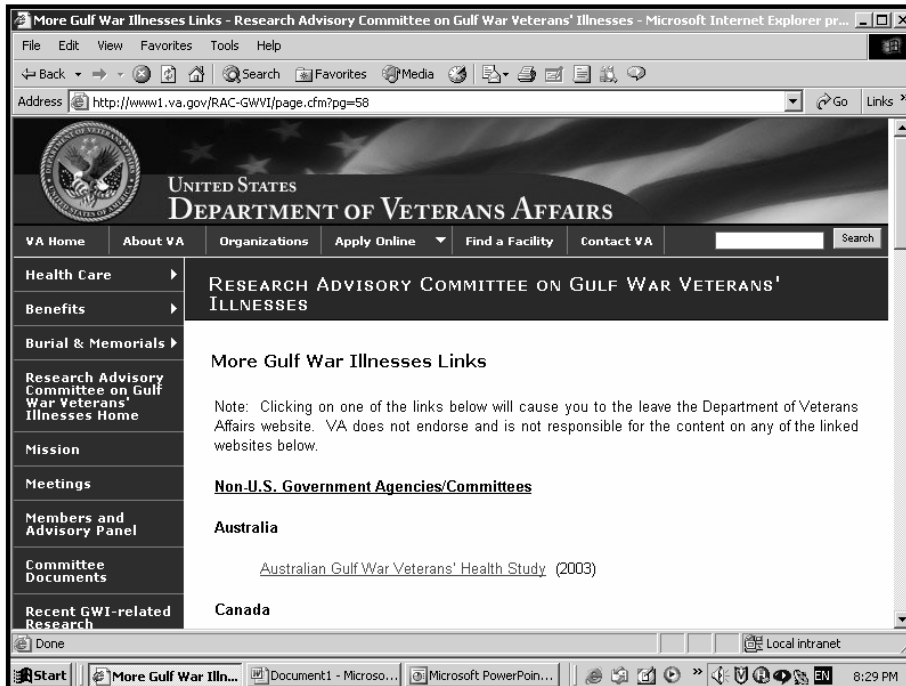 More Gulf War Illnesses Links - Research Advisory Committee on Gulf War Veterans' Illnesses - Microsoft Internet Explorer pr...
File Edit View Favorites Tools Help
Back Search Favorites Media
Address http://www1.va.gov/RAC-GWVI/page.cfm?pg=58 Go Links
UNITED STATES
DEPARTMENT OF VETERANS AFFAIRS
VA Home About VA Organizations Apply Online Find a Facility Contact VA Search
Health Care
Benefits
Burial & Memorials
Research Advisory
Committee on Gulf
War Veterans'
Illnesses Home
Mission
Meetings
Members and
Advisory Panel
Committee
Documents
Recent GWI-related
Research
RESEARCH ADVISORY COMMITTEE ON GULF WAR VETERANS'
ILLNESSES
More Gulf War Illnesses Links
Note: Clicking on one of the links below will cause you to the leave the Department of Veterans
Affairs website. VA does not endorse and is not responsible for the content on any of the linked
websites below.
Non-U.S. Government Agencies/Committees
Australia
Australian Gulf War Veterans' Health Study (2003)
Canada
Done Local intranet
Start More Gulf War Illn... Document1 - Microso... Microsoft PowerPoin... EN 8:29 PM